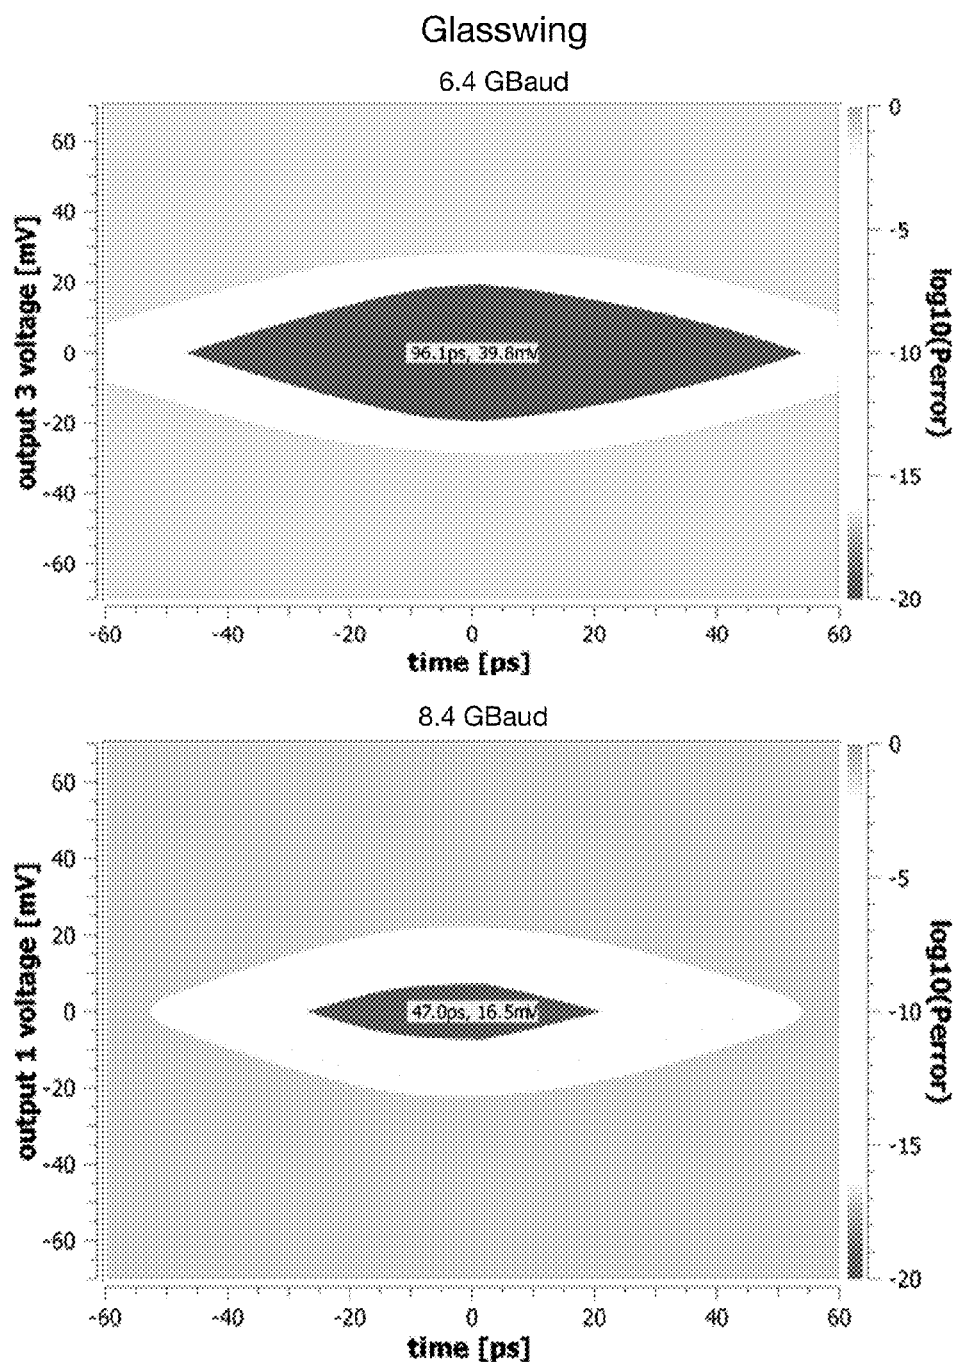 Glasswing
6.4 GBaud
output 3 voltage [mV]
60
40
20
0
-20
-40
-60
96.1ps, 39.8mV
0
-5
-10
-15
-20
log10(Perror)
-60 -40 -20 0 20 40 60
time [ps]
8.4 GBaud
output 1 voltage [mV]
60
40
20
0
-20
-40
-60
47.0ps, 16.5mV
0
-5
-10
-15
-20
log10(Perror)
-60 -40 -20 0 20 40 60
time [ps]